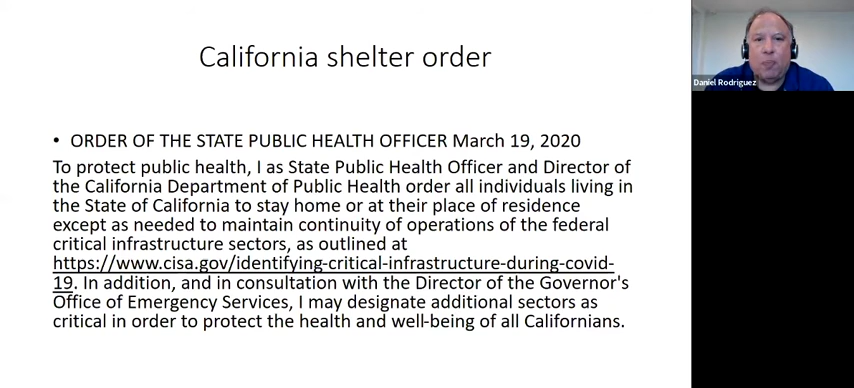 California shelter order
• ORDER OF THE STATE PUBLIC HEALTH OFFICER March 19, 2020
To protect public health, I as State Public Health Officer and Director of
the California Department of Public Health order all individuals living in
the State of California to stay home or at their place of residence
except as needed to maintain continuity of operations of the federal
critical infrastructure sectors, as outlined at
https://www.cisa.gov/identifying-critical-infrastructure-during-covid-
19. In addition, and in consultation with the Director of the Governor's
Office of Emergency Services, I may designate additional sectors as
critical in order to protect the health and well-being of all Californians.
Daniel Rodriguez